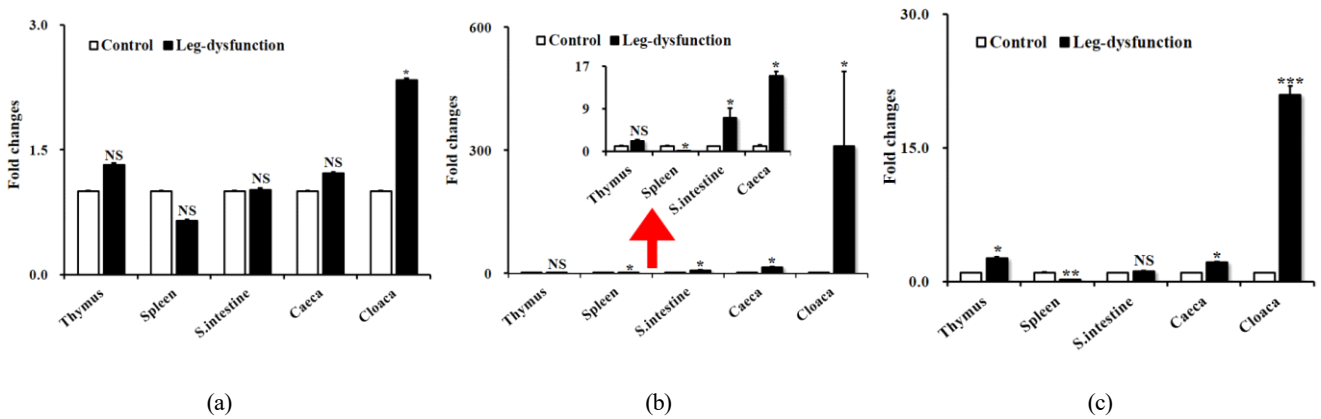 3.0
Control Leg-dysfunction
*
Fold changes
1.5
NS
NS
NS
NS
0.0
Thymus
Spleen
S.intestine
Caeca
Cloaca
(a)
600
Control Leg-dysfunction
17
*
*
*
9
NS
*
0
Thymus
Spleen
S.intestine
Caeca
Fold changes
300
NS
*
*
*
0
Thymus
Spleen
S.intestine
Caeca
Cloaca
(b)
30.0
Control Leg-dysfunction
***
Fold changes
15.0
*
**
NS
*
0.0
Thymus
Spleen
S.intestine
Caeca
Cloaca
(c)